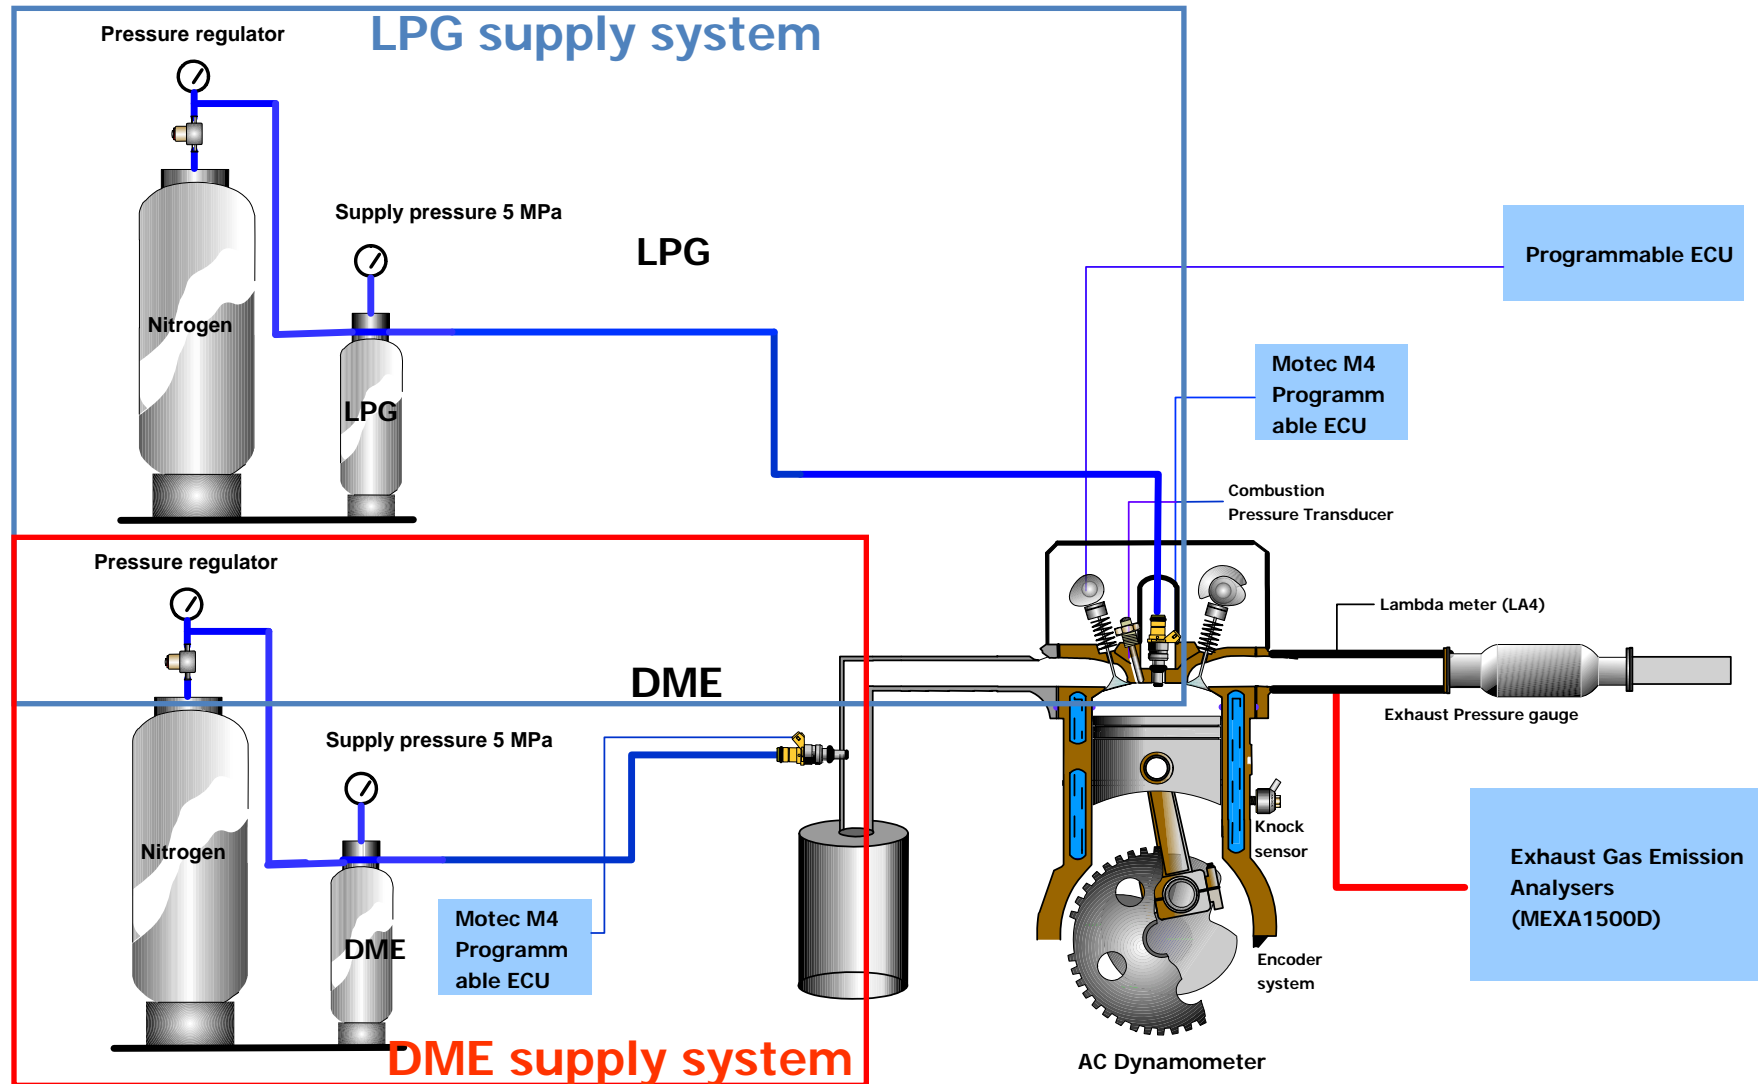 LPG supply system
Pressure regulator
Supply pressure 5 MPa
LPG
Nitrogen
LPG
Programmable ECU
Motec M4
Programm
able ECU
Combustion
Pressure Transducer
Pressure regulator
Lambda meter (LA4)
DME
Exhaust Pressure gauge
Supply pressure 5 MPa
Nitrogen
DME
Motec M4
Programm
able ECU
Knock
sensor
Exhaust Gas Emission
Analysers
(MEXA1500D)
Encoder
system
DME supply system
AC Dynamometer